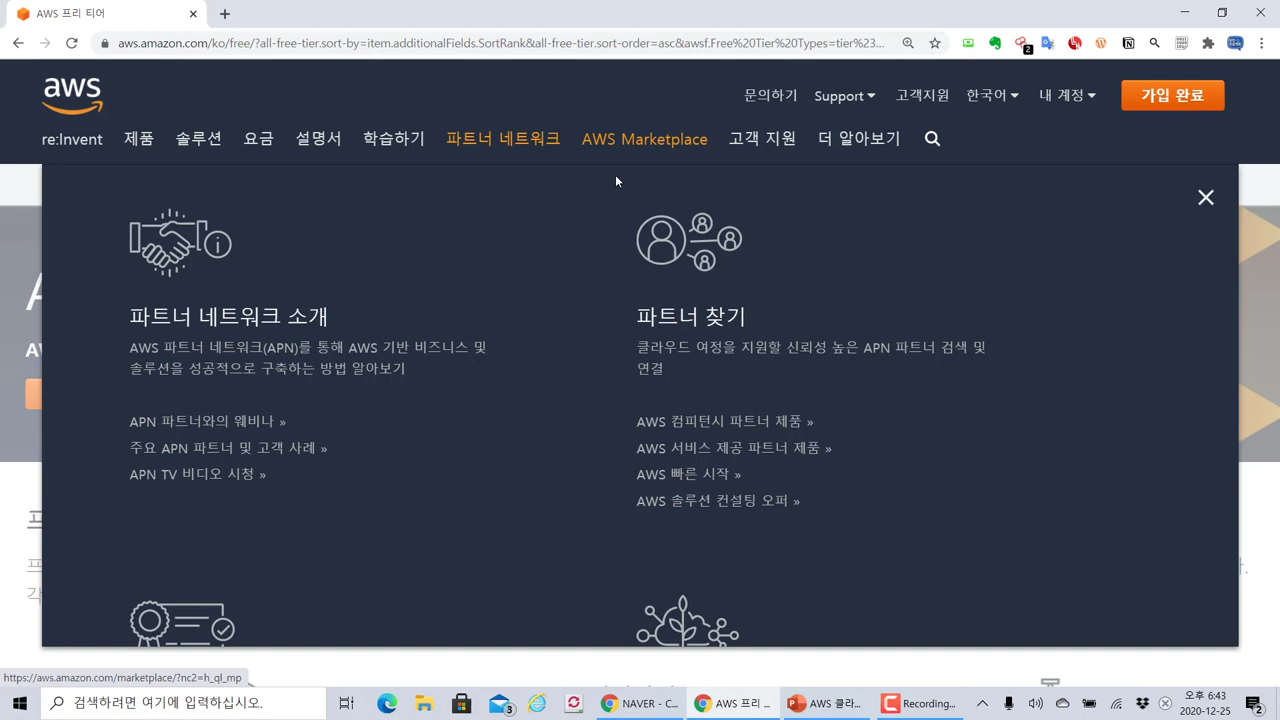 AWS 프리 티어
aws.amazon.com/ko/free/?all-free-tier.sort-by=item.additionalFields.SortRank&all-free-tier.sort-order=asc&awsf.Free%20Tier%20Types=tier%23...
aws
문의하기 Support 고객지원 한국어 내 계정 가입 완료
re:Invent 제품 솔루션 요금 설명서 학습하기 파트너 네트워크 AWS Marketplace 고객 지원 더 알아보기
파트너 네트워크 소개
AWS 파트너 네트워크(APN)를 통해 AWS 기반 비즈니스 및
솔루션을 성공적으로 구축하는 방법 알아보기
APN 파트너와의 웨비나 »
주요 APN 파트너 및 고객 사례 »
APN TV 비디오 시청 »
파트너 찾기
클라우드 여정을 지원할 신뢰성 높은 APN 파트너 검색 및
연결
AWS 컴피턴시 파트너 제품 »
AWS 서비스 제공 파트너 제품 »
AWS 빠른 시작 »
AWS 솔루션 컨설팅 오퍼 »
https://aws.amazon.com/marketplace/?nc2=h_ql_mp
검색하려면 여기에 입력하십시오.
3
NAVER - C...
AWS 프리 ...
AWS 클라...
Recording...
오후 6:43
2020-12-25
2